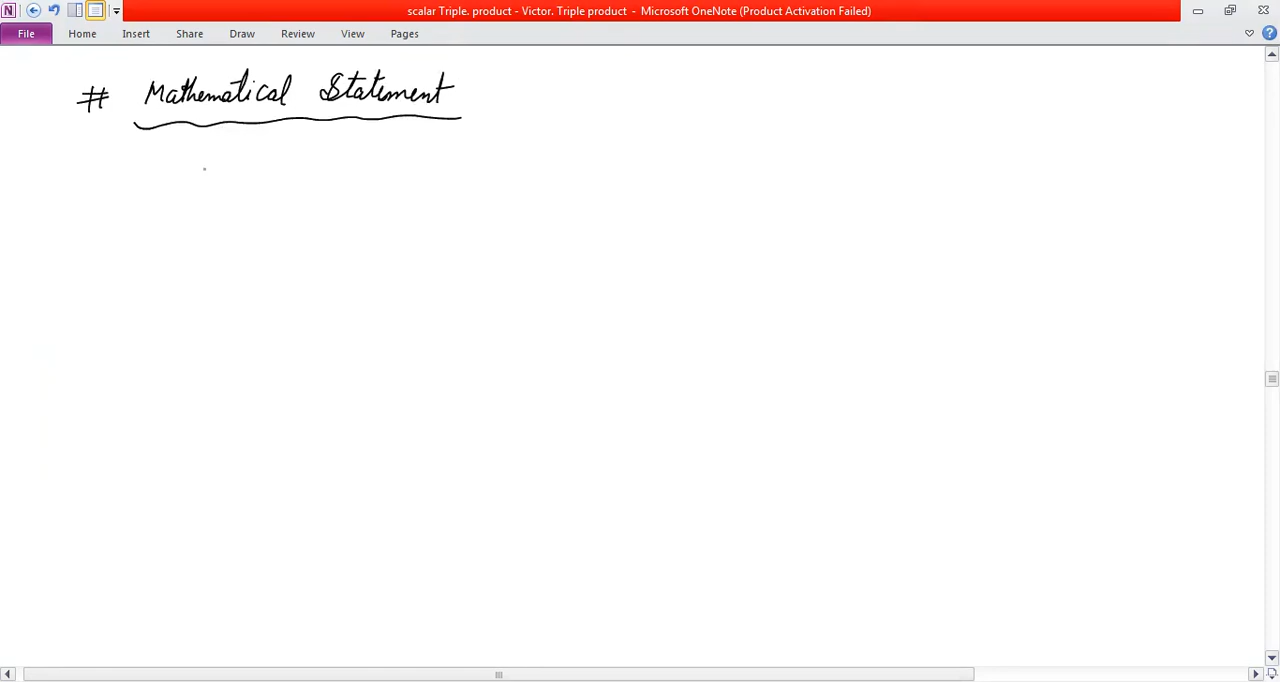 scalar Triple. product - Victor. Triple product - Microsoft OneNote (Product Activation Failed)
File Home Insert Share Draw Review View Pages
# Mathematical Statement